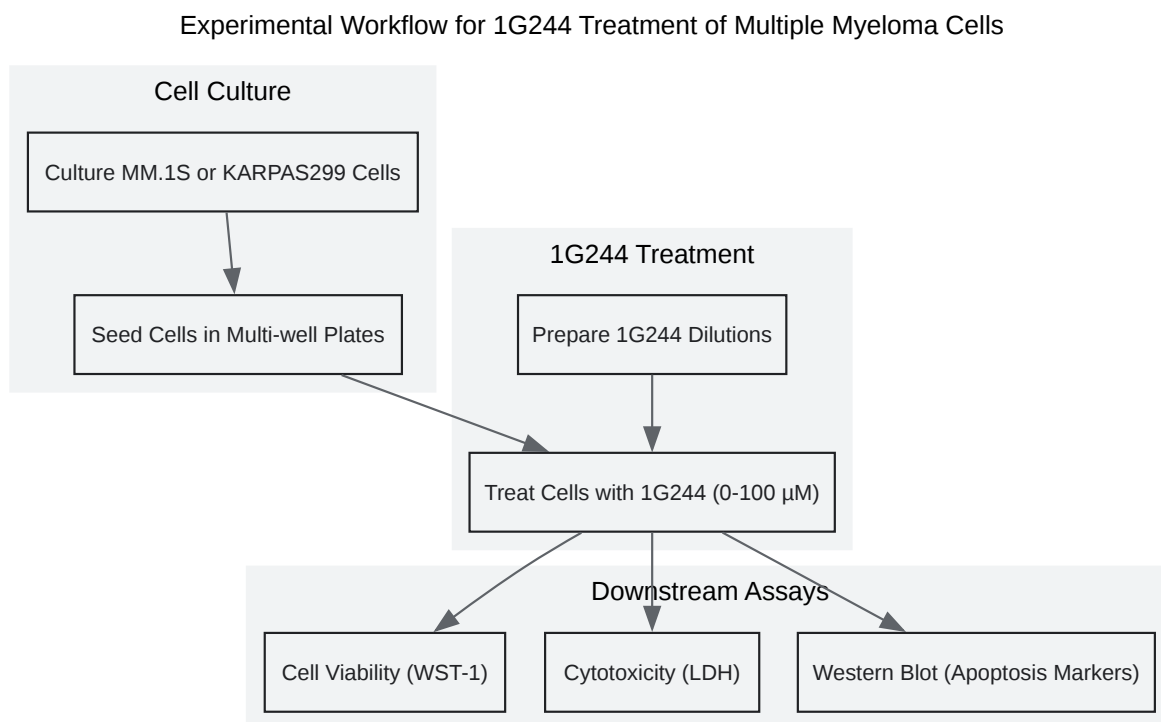 Experimental Workflow for 1G244 Treatment of Multiple Myeloma Cells
Cell Culture
Culture MM.1S or KARPAS299 Cells
Seed Cells in Multi-well Plates
1G244 Treatment
Prepare 1G244 Dilutions
Treat Cells with 1G244 (0-100 µM)
Downstream Assays
Cell Viability (WST-1)
Cytotoxicity (LDH)
Western Blot (Apoptosis Markers)